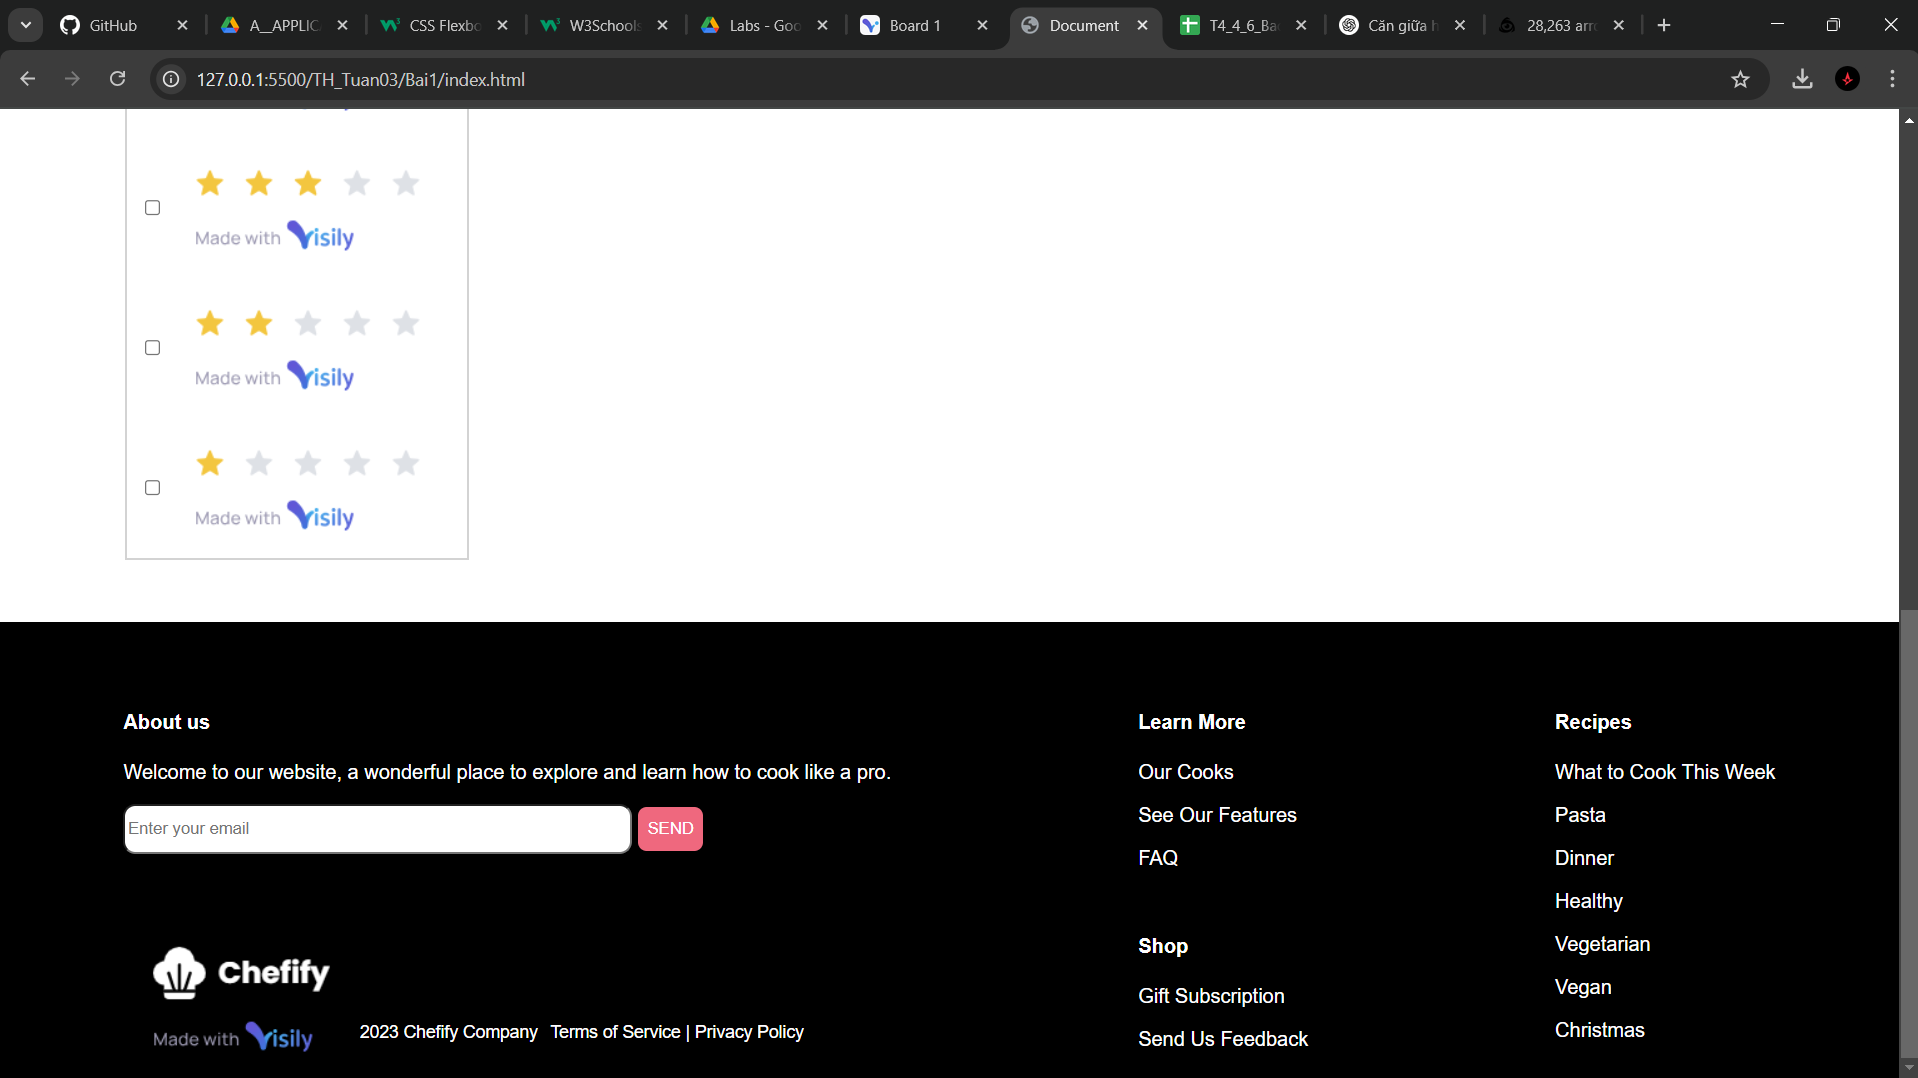 GitHub
A__APPLIC
CSS Flexbo
W3Schools
Labs - Goo
Board 1
Document
T4_4_6_Ba
Căn giữa h
28,263 arr
127.0.0.1:5500/TH_Tuan03/Bai1/index.html
Made with Visily
Made with Visily
Made with Visily
About us
Welcome to our website, a wonderful place to explore and learn how to cook like a pro.
Enter your email
SEND
Chefify
Made with Visily
2023 Chefify Company Terms of Service | Privacy Policy
Learn More
Our Cooks
See Our Features
FAQ
Shop
Gift Subscription
Send Us Feedback
Recipes
What to Cook This Week
Pasta
Dinner
Healthy
Vegetarian
Vegan
Christmas